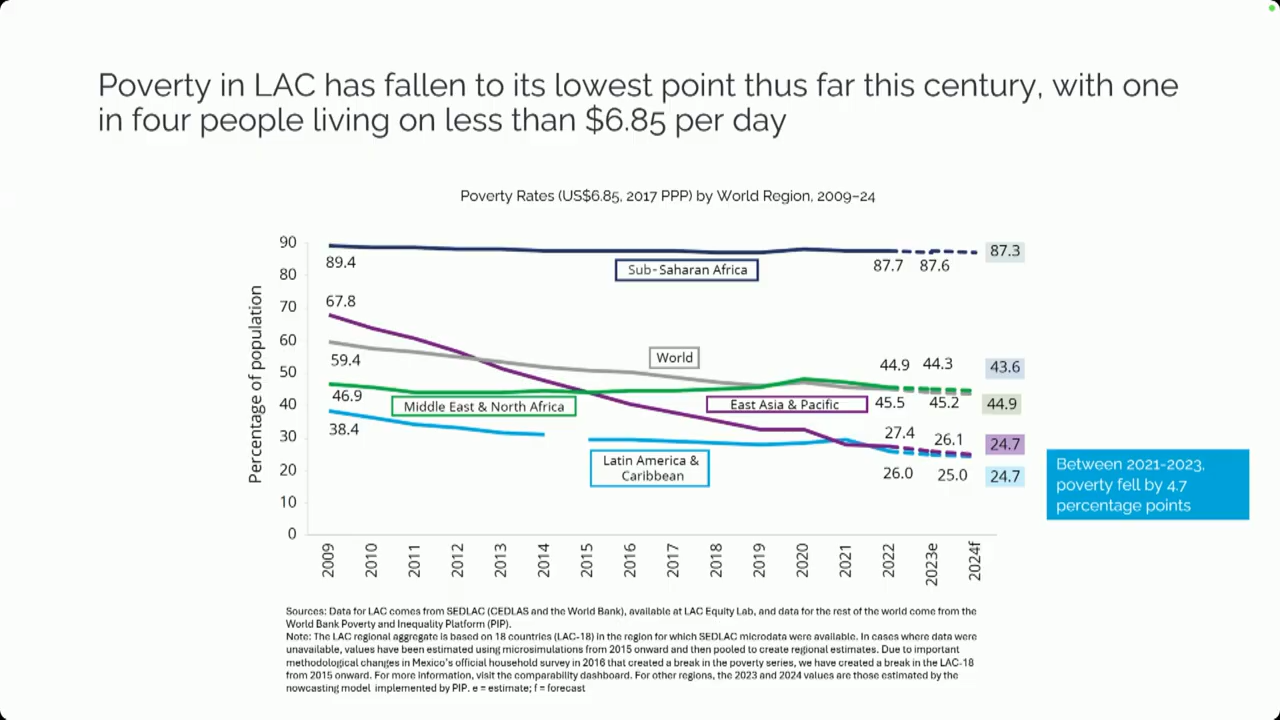 Poverty in LAC has fallen to its lowest point thus far this century, with one
in four people living on less than $6.85 per day
Poverty Rates (US$6.85, 2017 PPP) by World Region, 2009–24
Percentage of population
90
80
70
60
50
40
30
20
10
0
89.4
67.8
59.4
46.9
38.4
Sub-Saharan Africa
World
Middle East & North Africa
East Asia & Pacific
Latin America &
Caribbean
87.7 87.6 87.3
44.9 44.3 43.6
45.5 45.2 44.9
27.4 26.1 24.7
26.0 25.0 24.7
2009 2010 2011 2012 2013 2014 2015 2016 2017 2018 2019 2020 2021 2022 2023e 2024f
Between 2021-2023,
poverty fell by 4.7
percentage points
Sources: Data for LAC comes from SEDLAC (CEDLAS and the World Bank), available at LAC Equity Lab, and data for the rest of the world come from the
World Bank Poverty and Inequality Platform (PIP).
Note: The LAC regional aggregate is based on 18 countries (LAC-18) in the region for which SEDLAC microdata were available. In cases where data were
unavailable, values have been estimated using microsimulations from 2015 onward and then pooled to create regional estimates. Due to important
methodological changes in Mexico's official household survey in 2016 that created a break in the poverty series, we have created a break in the LAC-18
from 2015 onward. For more information, visit the comparability dashboard. For other regions, the 2023 and 2024 values are those estimated by the
nowcasting model implemented by PIP. e = estimate; f = forecast